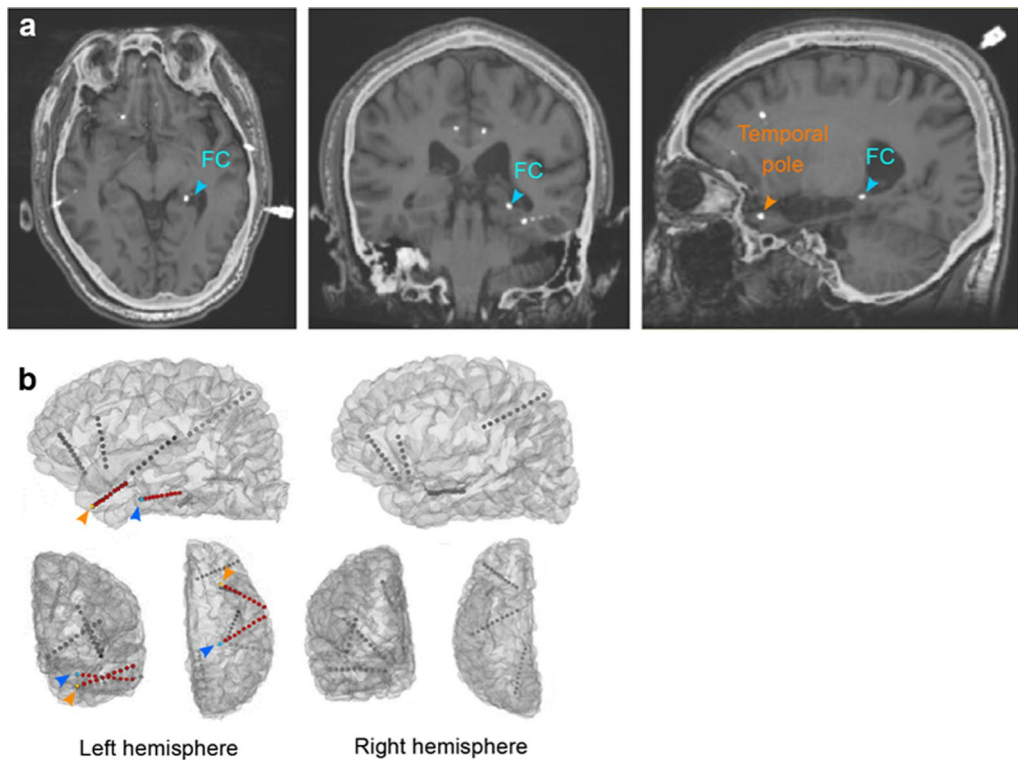 a
FC
FC
Temporal
pole
FC
b
Left hemisphere
Right hemisphere